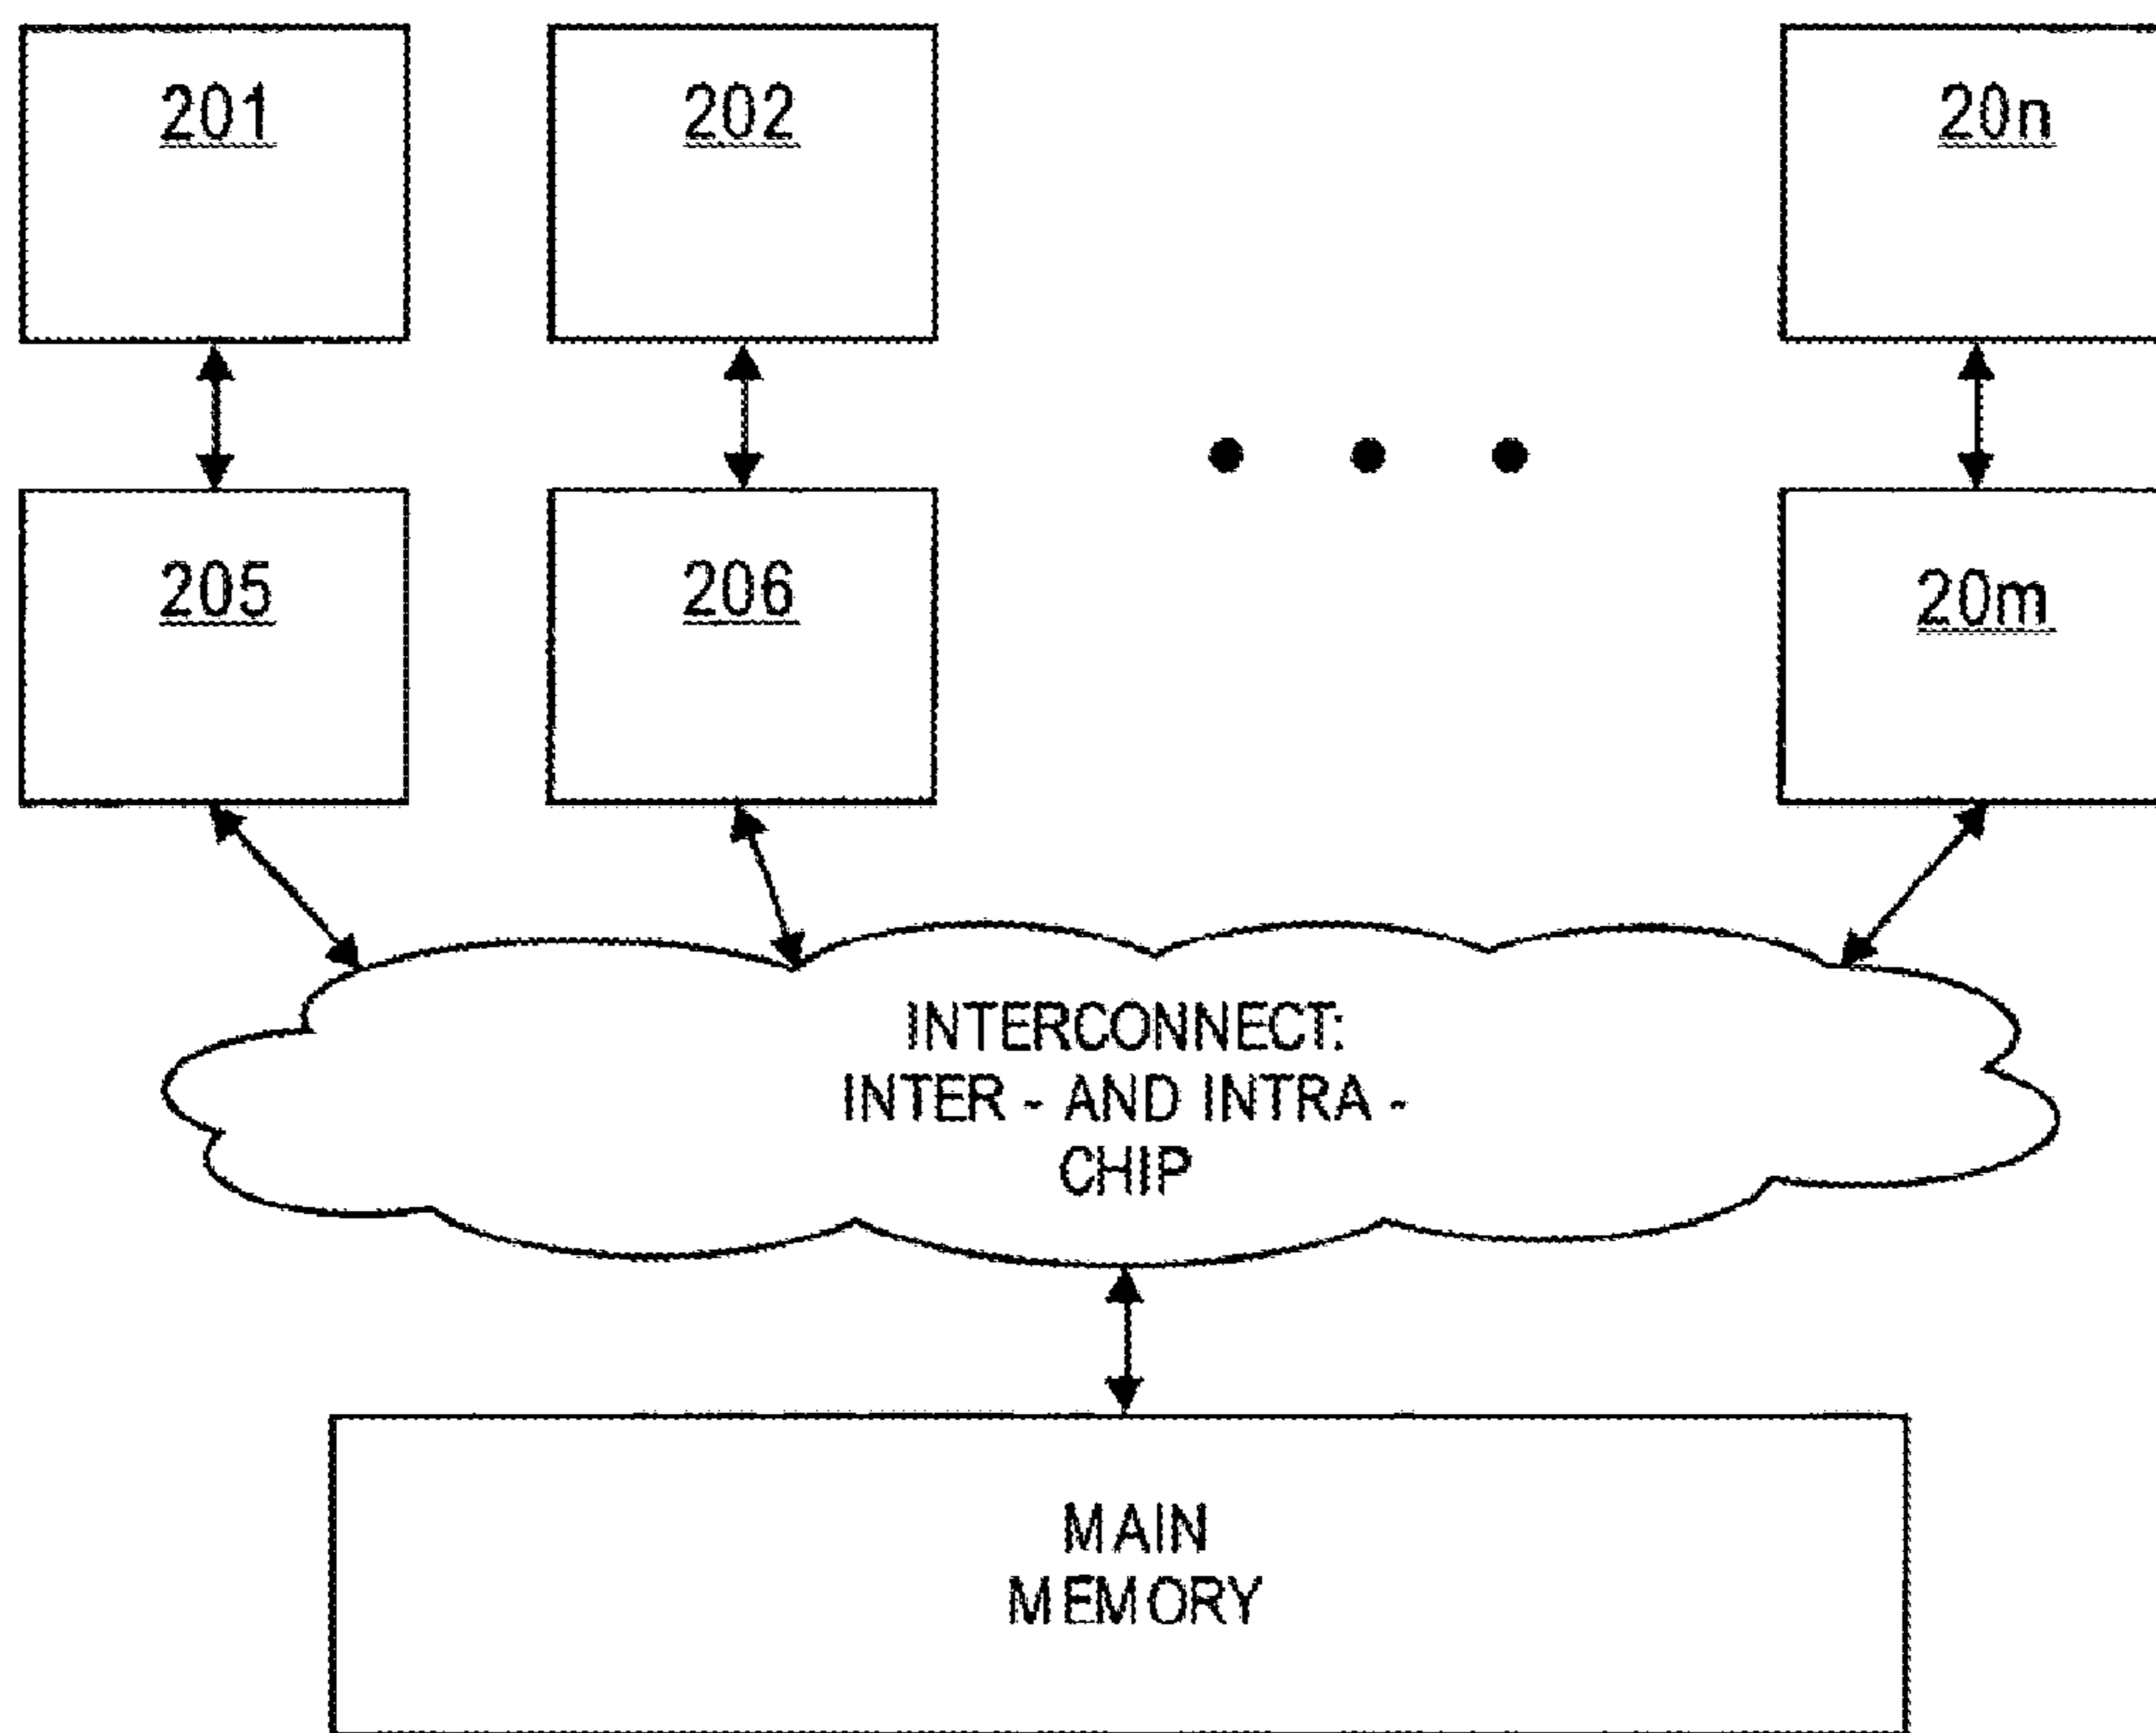 201
202
20n
205
206
20m
INTERCONNECT:
INTER - AND INTRA -
CHIP
MAIN
MEMORY